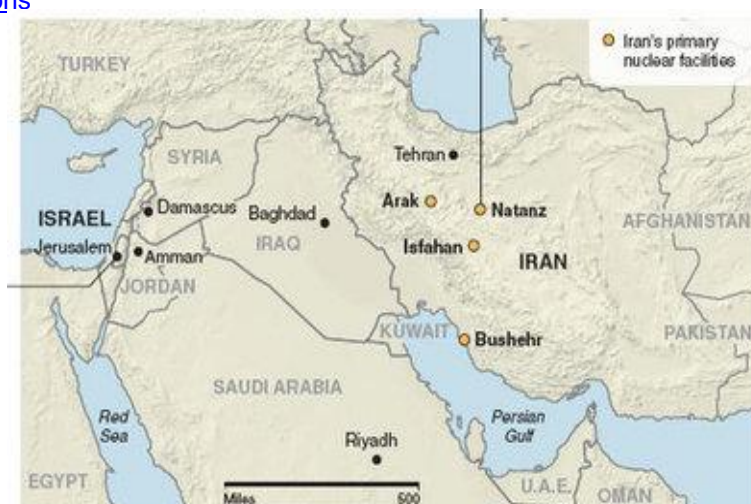 ons
Iran's primary
nuclear facilities
TURKEY
SYRIA
Tehran
Arak
Natanz
Damascus
Baghdad
ISRAEL
AFGHANISTAN
Jerusalem
Amman
IRAQ
Isfahan
IRAN
JORDAN
KUWAIT
Bushehr
PAKISTAN
SAUDI ARABIA
Red
Sea
Persian
Gulf
Riyadh
EGYPT
U.A.E.
OMAN
Miles 500